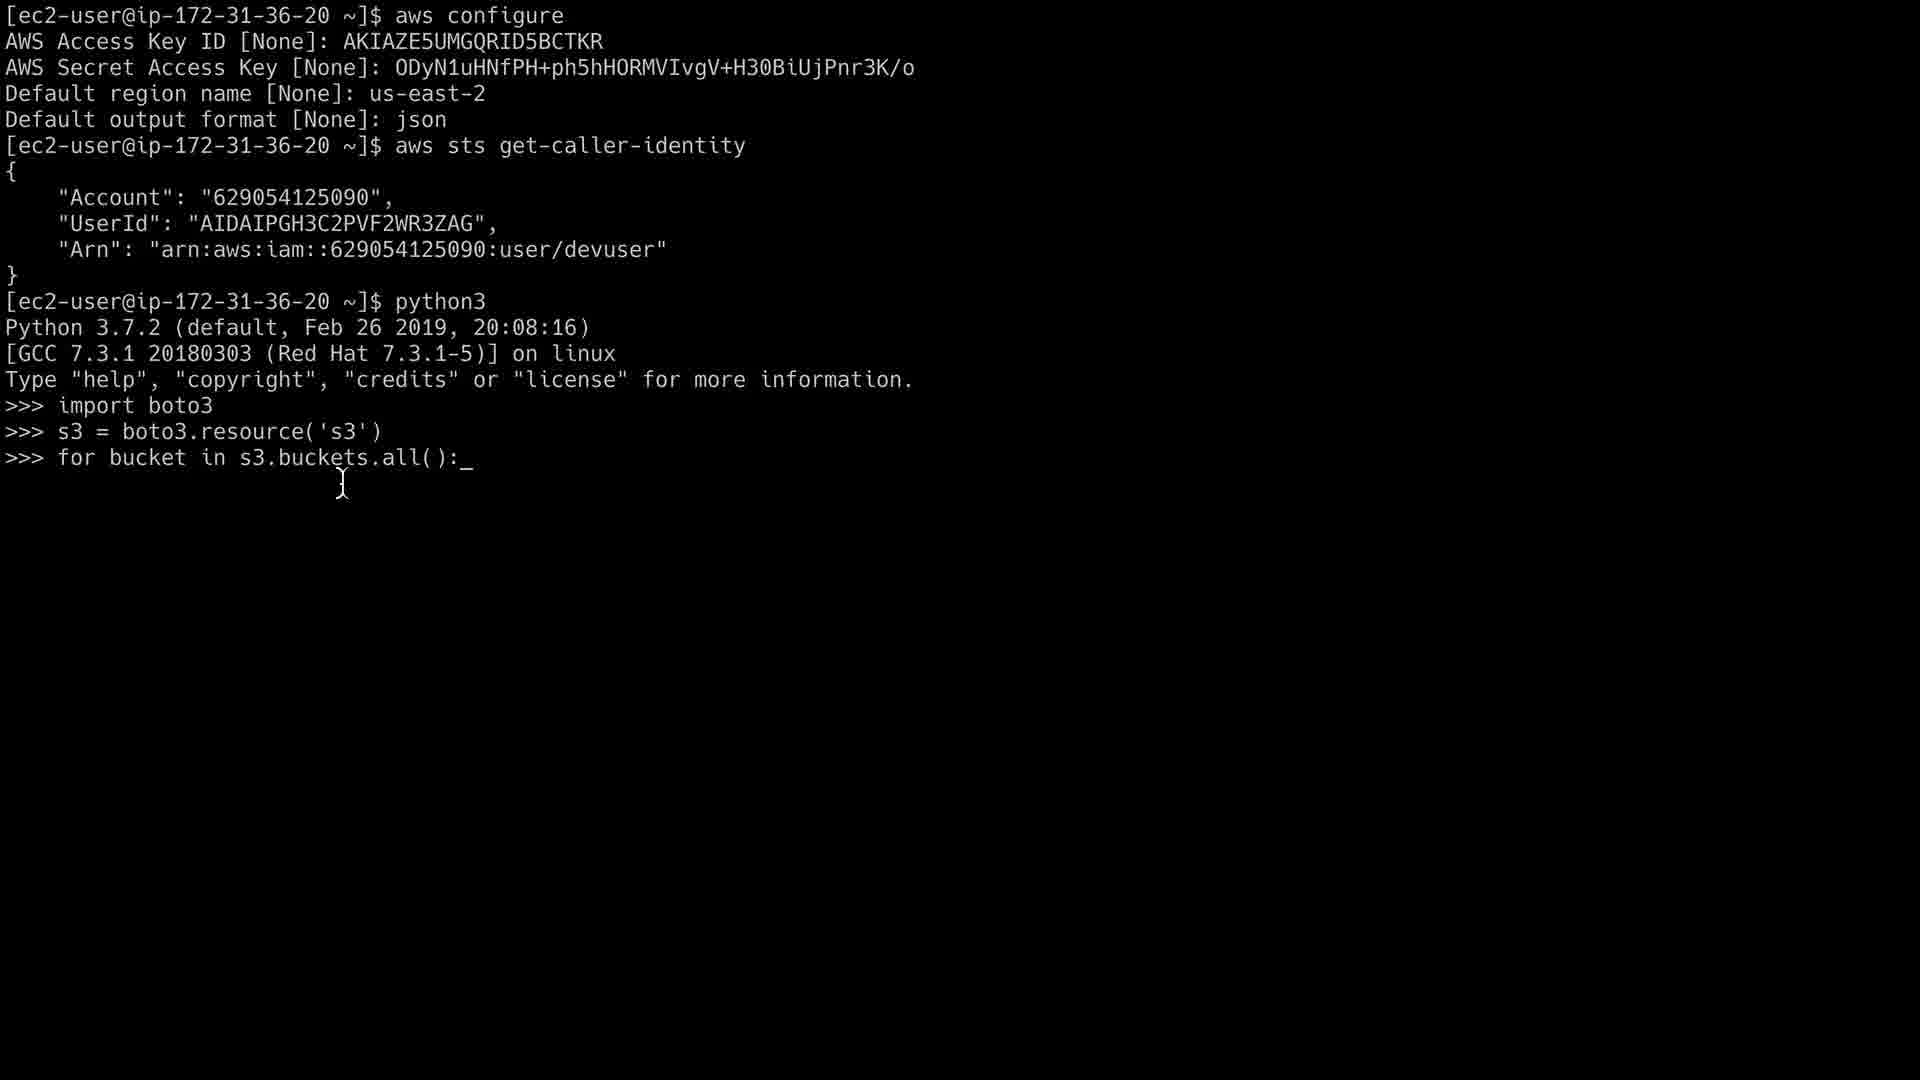 [ec2-user@ip-172-31-36-20 ~]$ aws configure
AWS Access Key ID [None]: AKIAZE5UMGQRID5BCTKR
AWS Secret Access Key [None]: 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
Default region name [None]: us-east-2
Default output format [None]: json
[ec2-user@ip-172-31-36-20 ~]$ aws sts get-caller-identity
{
    "Account": "629054125090",
    "UserId": "AIDAIPGH3C2PVF2WR3ZAG",
    "Arn": "arn:aws:iam::629054125090:user/devuser"
}
[ec2-user@ip-172-31-36-20 ~]$ python3
Python 3.7.2 (default, Feb 26 2019, 20:08:16)
[GCC 7.3.1 20180303 (Red Hat 7.3.1-5)] on linux
Type "help", "copyright", "credits" or "license" for more information.
>>> import boto3
>>> s3 = boto3.resource('s3')
>>> for bucket in s3.buckets.all():_